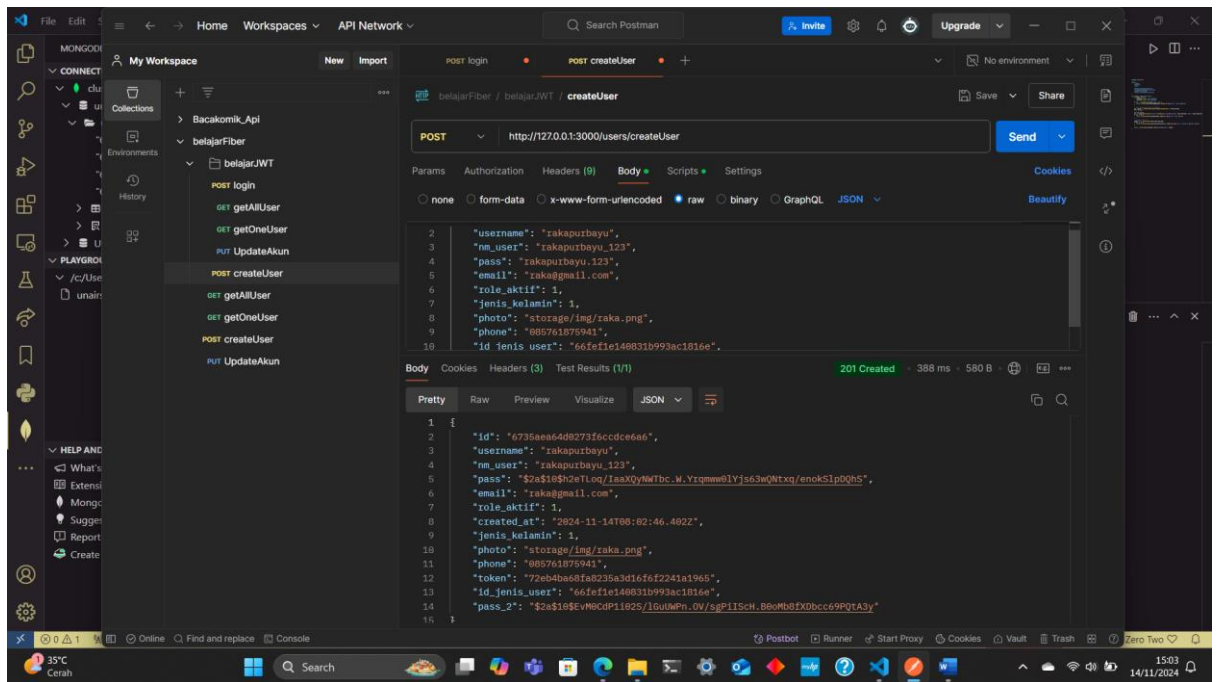 File Edit
Home Workspaces API Network Search Postman Invite Upgrade
MONGODB
My Workspace New Import POST login POST createUser No environment
CONNECT
clu
Collections
belajarFiber / belajarJWT / createUser Save Share
Bacakomik_Api
belajarFiber
POST http://127.0.0.1:3000/users/createUser Send
Environments
belajarJWT
Params Authorization Headers (9) Body Scripts Settings Cookies
POST login
History
none form-data x-www-form-urlencoded raw binary GraphQL JSON Beautify
GET getAllUser
GET getOneUser
PUT UpdateAkun
POST createUser
GET getAllUser
GET getOneUser
POST createUser
PUT UpdateAkun
PLAYGROU
/c:/Use
unairs
2 "username": "rakapurbayu",
3 "nm_user": "rakapurbayu_123",
4 "pass": "rakapurbayu.123",
5 "email": "raka@gmail.com",
6 "role_aktif": 1,
7 "jenis_kelamin": 1,
8 "photo": "storage/img/raka.png",
9 "phone": "085761875941",
10 "id_jenis_user": "66fef1e140831b993ac1816e",
Body Cookies Headers (3) Test Results (1/1) 201 Created 388 ms 580 B
Pretty Raw Preview Visualize JSON
1 {
2 "id": "6735aea64d0273f6ccdce6a6",
3 "username": "rakapurbayu",
4 "nm_user": "rakapurbayu_123",
5 "pass": "$2a$10$h2eTLoq/IaaXQyNWTbc.W.Yrqmww0lYjs63wQNtxq/enokSlpDQhS",
6 "email": "raka@gmail.com",
7 "role_aktif": 1,
8 "created_at": "2024-11-14T08:02:46.402Z",
9 "jenis_kelamin": 1,
10 "photo": "storage/img/raka.png",
11 "phone": "085761875941",
12 "token": "72eb4ba68fa8235a3d16f6f2241a1965",
13 "id_jenis_user": "66fef1e140831b993ac1816e",
14 "pass_2": "$2a$10$EvM0CdP1i02S/lGuUWPn.OV/sgPiIScH.B0oMb8fXDbcc69PQtA3y"
15 }
HELP AND
What's
Extensi
Mongo
Sugges
Report
Create
0 1 Online Find and replace Console Postbot Runner Start Proxy Cookies Vault Trash Zero Two
35°C
Cerah
Search
15:03
14/11/2024